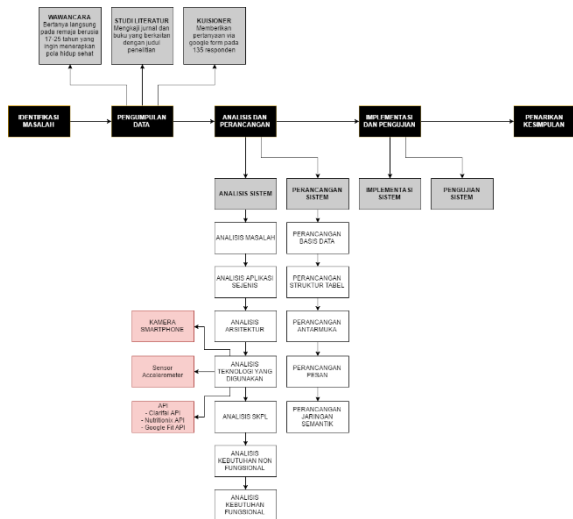 WAWANCARA
Bertanya langsung
pada remaja berusia
17-25 tahun yang
ingin menerapkan
pola hidup sehat
STUDI LITERATUR
Mengkaji jurnal dan
buku yang berkaitan
dengan judul
penelitian
KUISIONER
Memberikan
pertanyaan via
google form pada
135 responden
IDENTIFIKASI
MASALAH
PENGUMPULAN
DATA
ANALISIS DAN
PERANCANGAN
IMPLEMENTASI
DAN PENGUJIAN
PENARIKAN
KESIMPULAN
ANALISIS SISTEM
PERANCANGAN
SISTEM
IMPLEMENTASI
SISTEM
PENGUJIAN
SISTEM
ANALISIS MASALAH
PERANCANGAN
BASIS DATA
ANALISIS APLIKASI
SEJENIS
PERANCANGAN
STRUKTUR TABEL
KAMERA
SMARTPHONE
ANALISIS
ARSITEKTUR
PERANCANGAN
ANTARMUKA
Sensor
Accelerometer
ANALISIS
TEKNOLOGI YANG
DIGUNAKAN
PERANCANGAN
PESAN
API
- Clarifai API
- Nutritionix API
- Google Fit API
ANALISIS SKPL
PERANCANGAN
JARINGAN
SEMANTIK
ANALISIS
KEBUTUHAN NON
FUNGSIONAL
ANALISIS
KEBUTUHAN
FUNGSIONAL